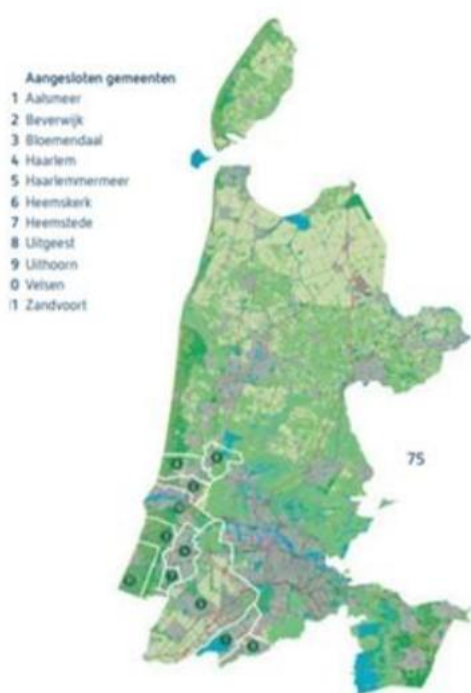 Aangesloten gemeenten
1 Aalsmeer
2 Beverwijk
3 Bloemendaal
4 Haarlem
5 Haarlemmermeer
6 Heemskerk
7 Heemstede
8 Uitgeest
9 Uithoorn
0 Velsen
1 Zandvoort
75